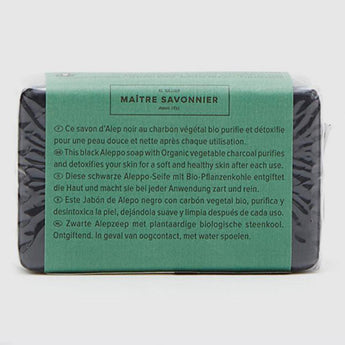 MAÎTRE SAVONNIER
Ce savon d'Alep noir au charbon végétal bio purifie et détoxifie
pour une peau douce et nette après chaque utilisation.
This black Aleppo soap with Organic vegetable charcoal purifies
and detoxifies your skin for a soft and healthy skin after each use.
Diese schwarze Aleppo-Seife mit Bio-Pflanzenkohle entgiftet
die Haut und macht sie bei jeder Anwendung zart und rein.
Este Jabón de Alepo negro con carbón vegetal bio, purifica y
desintoxica la piel, dejándola suave y limpia después de cada uso.
Zwarte Alepzeep met plantaardige biologische steenkool.
Ontgiftend. In geval van oogcontact, met water spoelen.